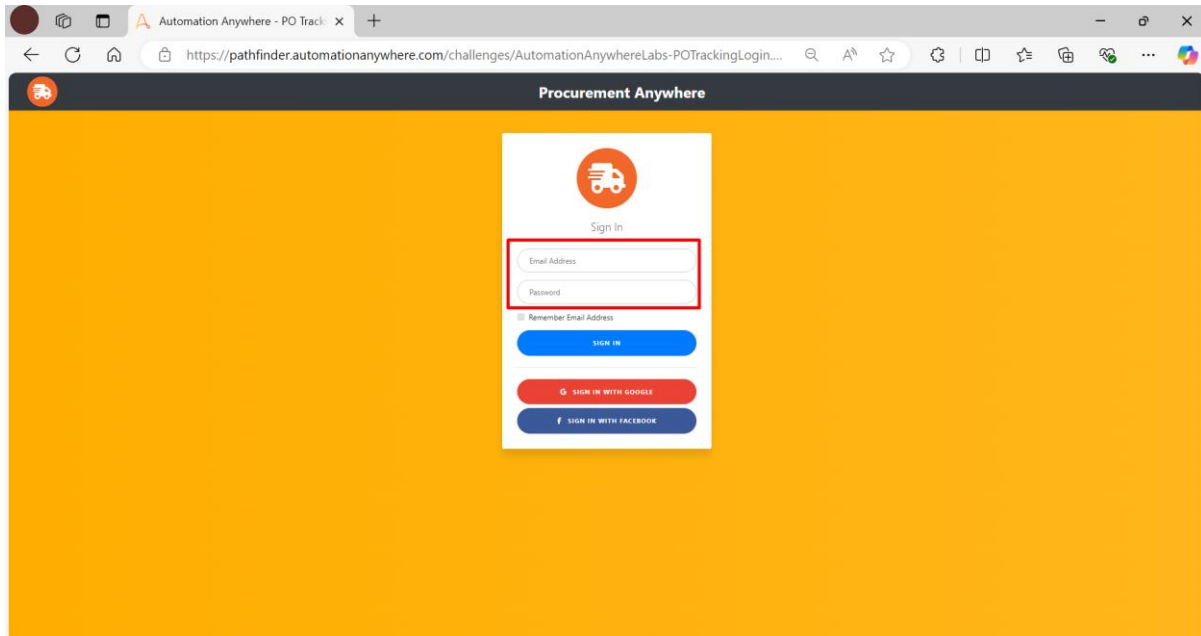 Automation Anywhere - PO Track
https://pathfinder.automationanywhere.com/challenges/AutomationAnywhereLabs-POTrackingLogin....
Procurement Anywhere
Sign In
Email Address
Password
Remember Email Address
SIGN IN
G SIGN IN WITH GOOGLE
f SIGN IN WITH FACEBOOK